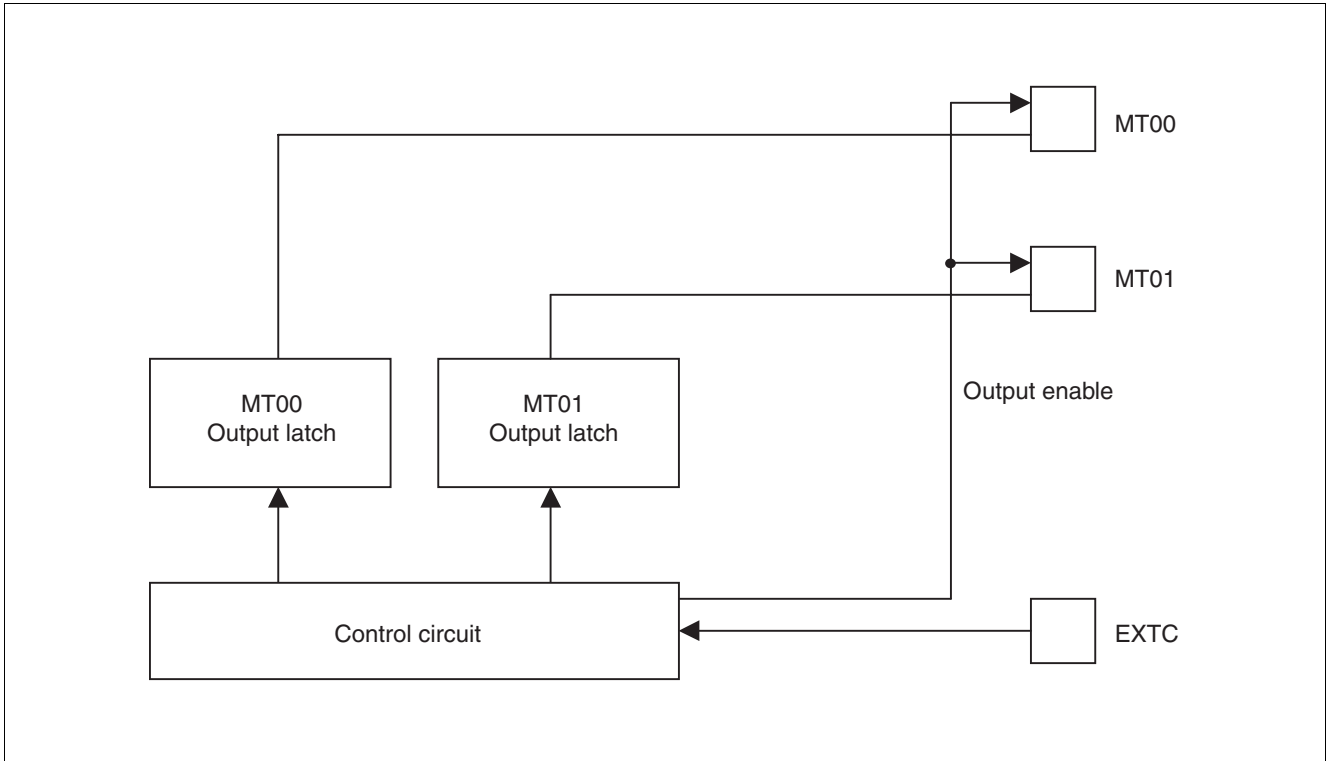 MT00
MT01
Output enable
MT00
Output latch
MT01
Output latch
Control circuit
EXTC